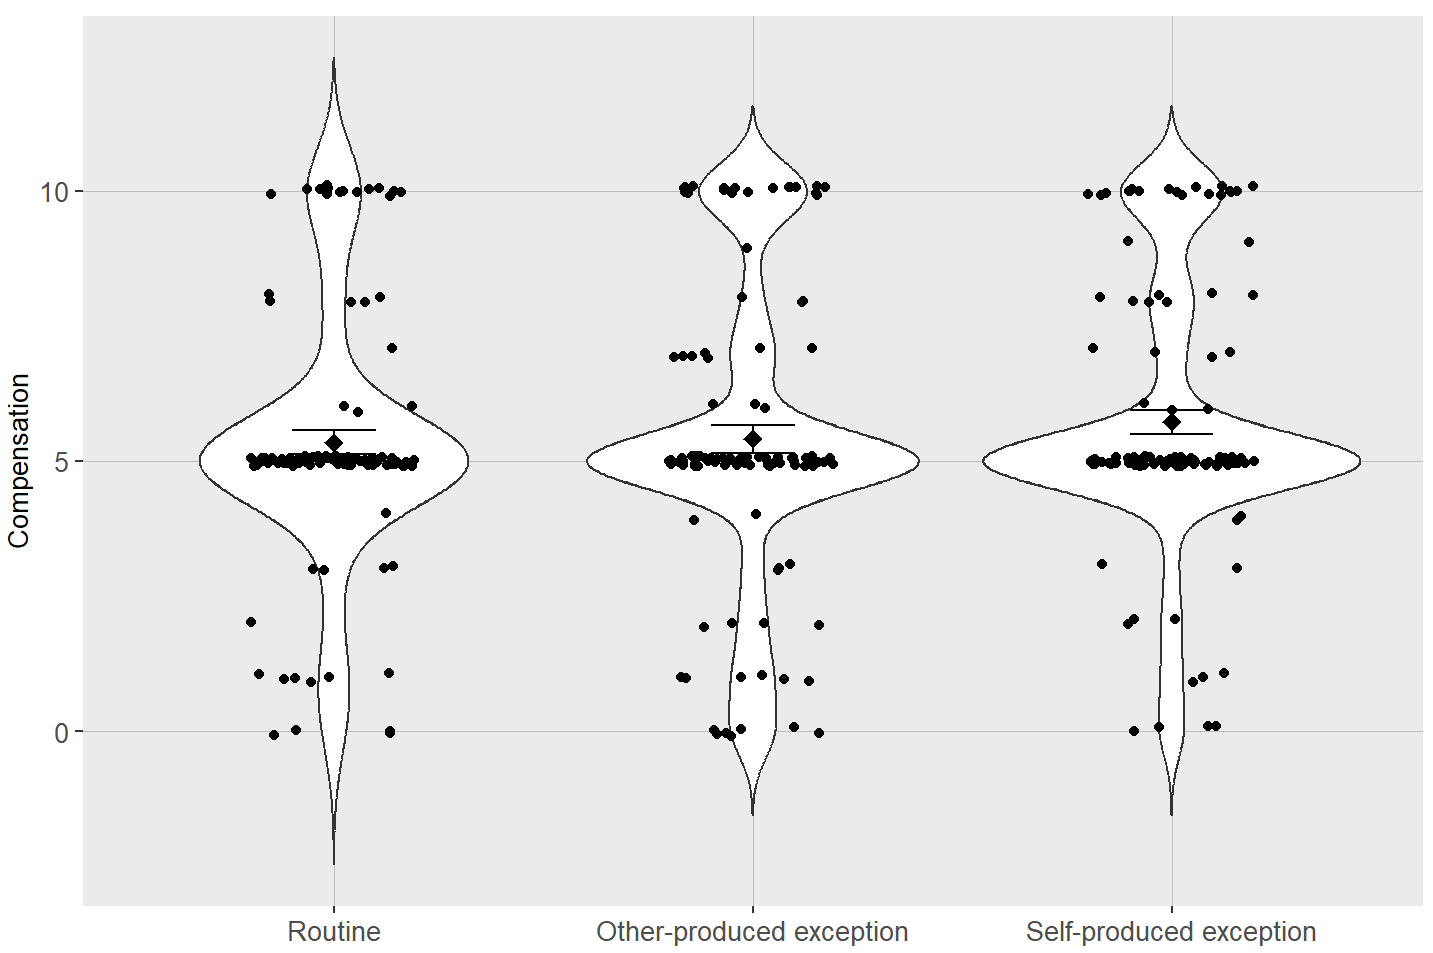 Compensation
10
5
0
Routine
Other-produced exception
Self-produced exception